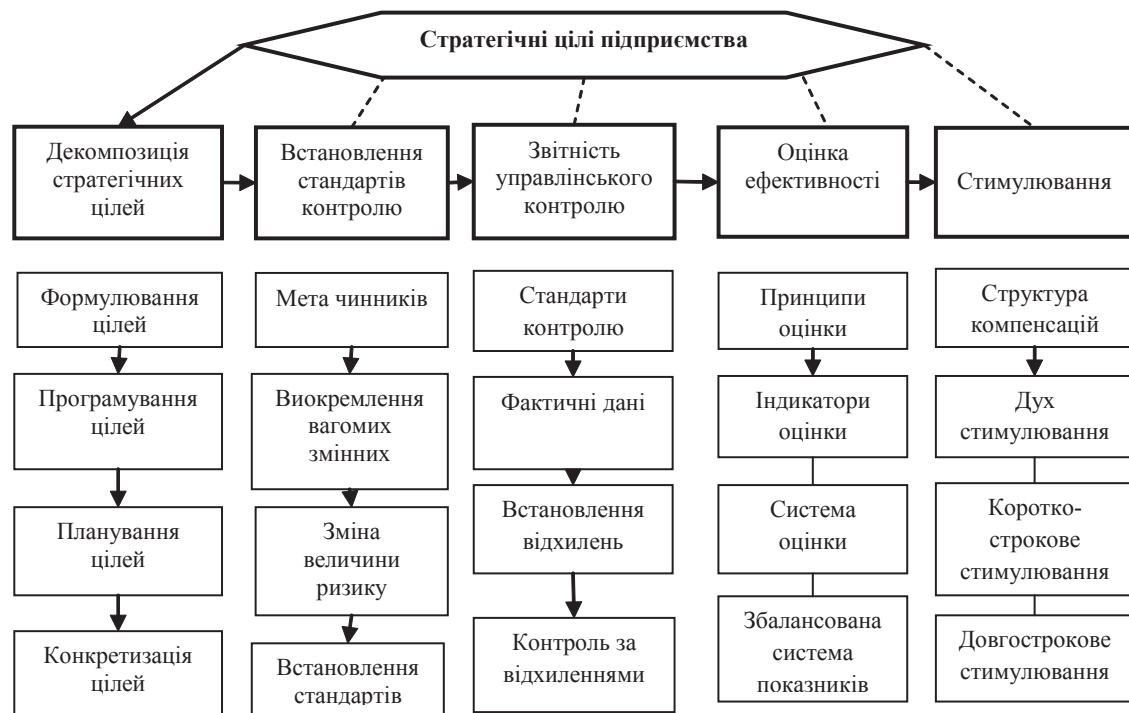 Стратегічні цілі підприємства
Декомпозиція
стратегічних
цілей
Встановлення
стандартів
контролю
Звітність
управлінського
контролю
Оцінка
ефективності
Стимулювання
Формулювання
цілей
Програмування
цілей
Планування
цілей
Конкретизація
цілей
Мета чинників
Виокремлення
вагомих
змінних
Зміна
величини
ризику
Встановлення
стандартів
Стандарти
контролю
Фактичні дані
Встановлення
відхилень
Контроль за
відхиленнями
Принципи
оцінки
Індикатори
оцінки
Система
оцінки
Збалансована
система
показників
Структура
компенсацій
Дух
стимулювання
Коротко-
строкове
стимулювання
Довгострокове
стимулювання